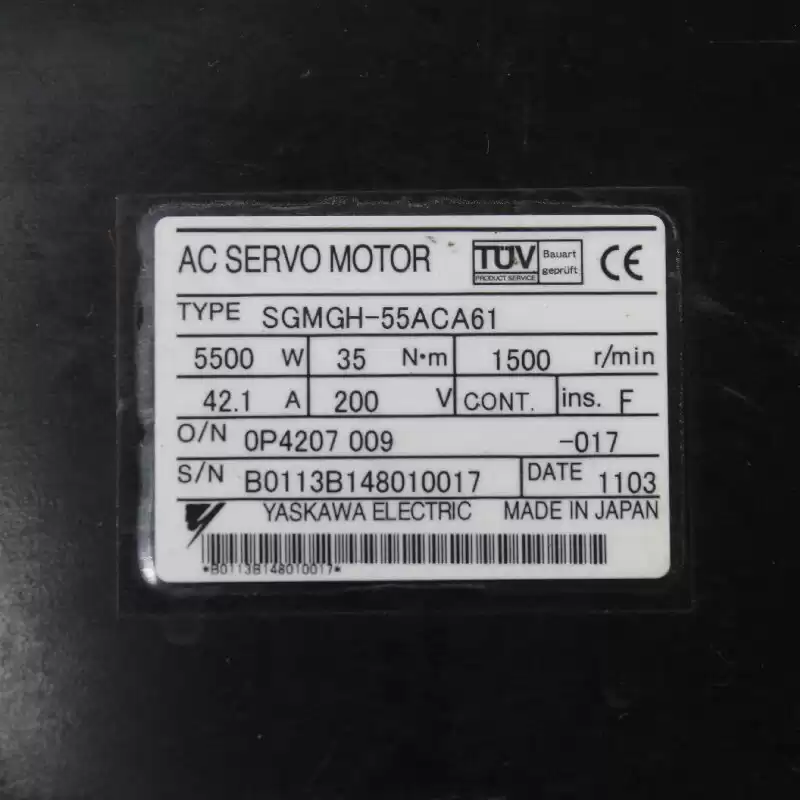 AC SERVO MOTOR TÜV PRODUCT SERVICE Bauart geprüft CE
TYPE SGMGH-55ACA61
5500 W 35 N•m 1500 r/min
42.1 A 200 V CONT. ins. F
O/N 0P4207 009 -017
S/N B0113B148010017 DATE 1103
YASKAWA ELECTRIC MADE IN JAPAN
*B0113B148010017*